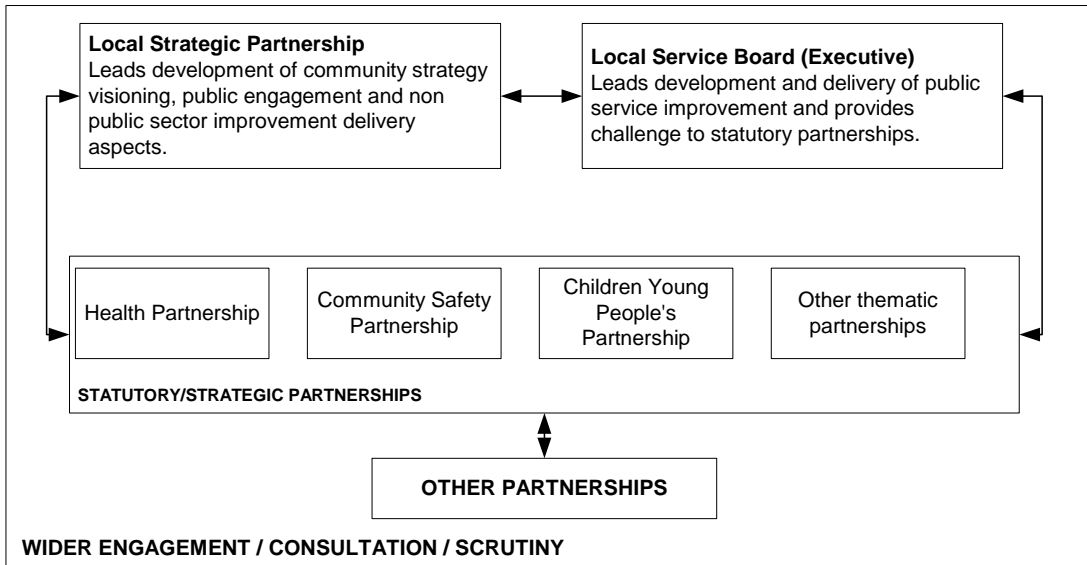 Local Strategic Partnership
Leads development of community strategy
visioning, public engagement and non
public sector improvement delivery
aspects.
Local Service Board (Executive)
Leads development and delivery of public
service improvement and provides
challenge to statutory partnerships.
Health Partnership
Community Safety
Partnership
Children Young
People's
Partnership
Other thematic
partnerships
STATUTORY/STRATEGIC PARTNERSHIPS
OTHER PARTNERSHIPS
WIDER ENGAGEMENT / CONSULTATION / SCRUTINY